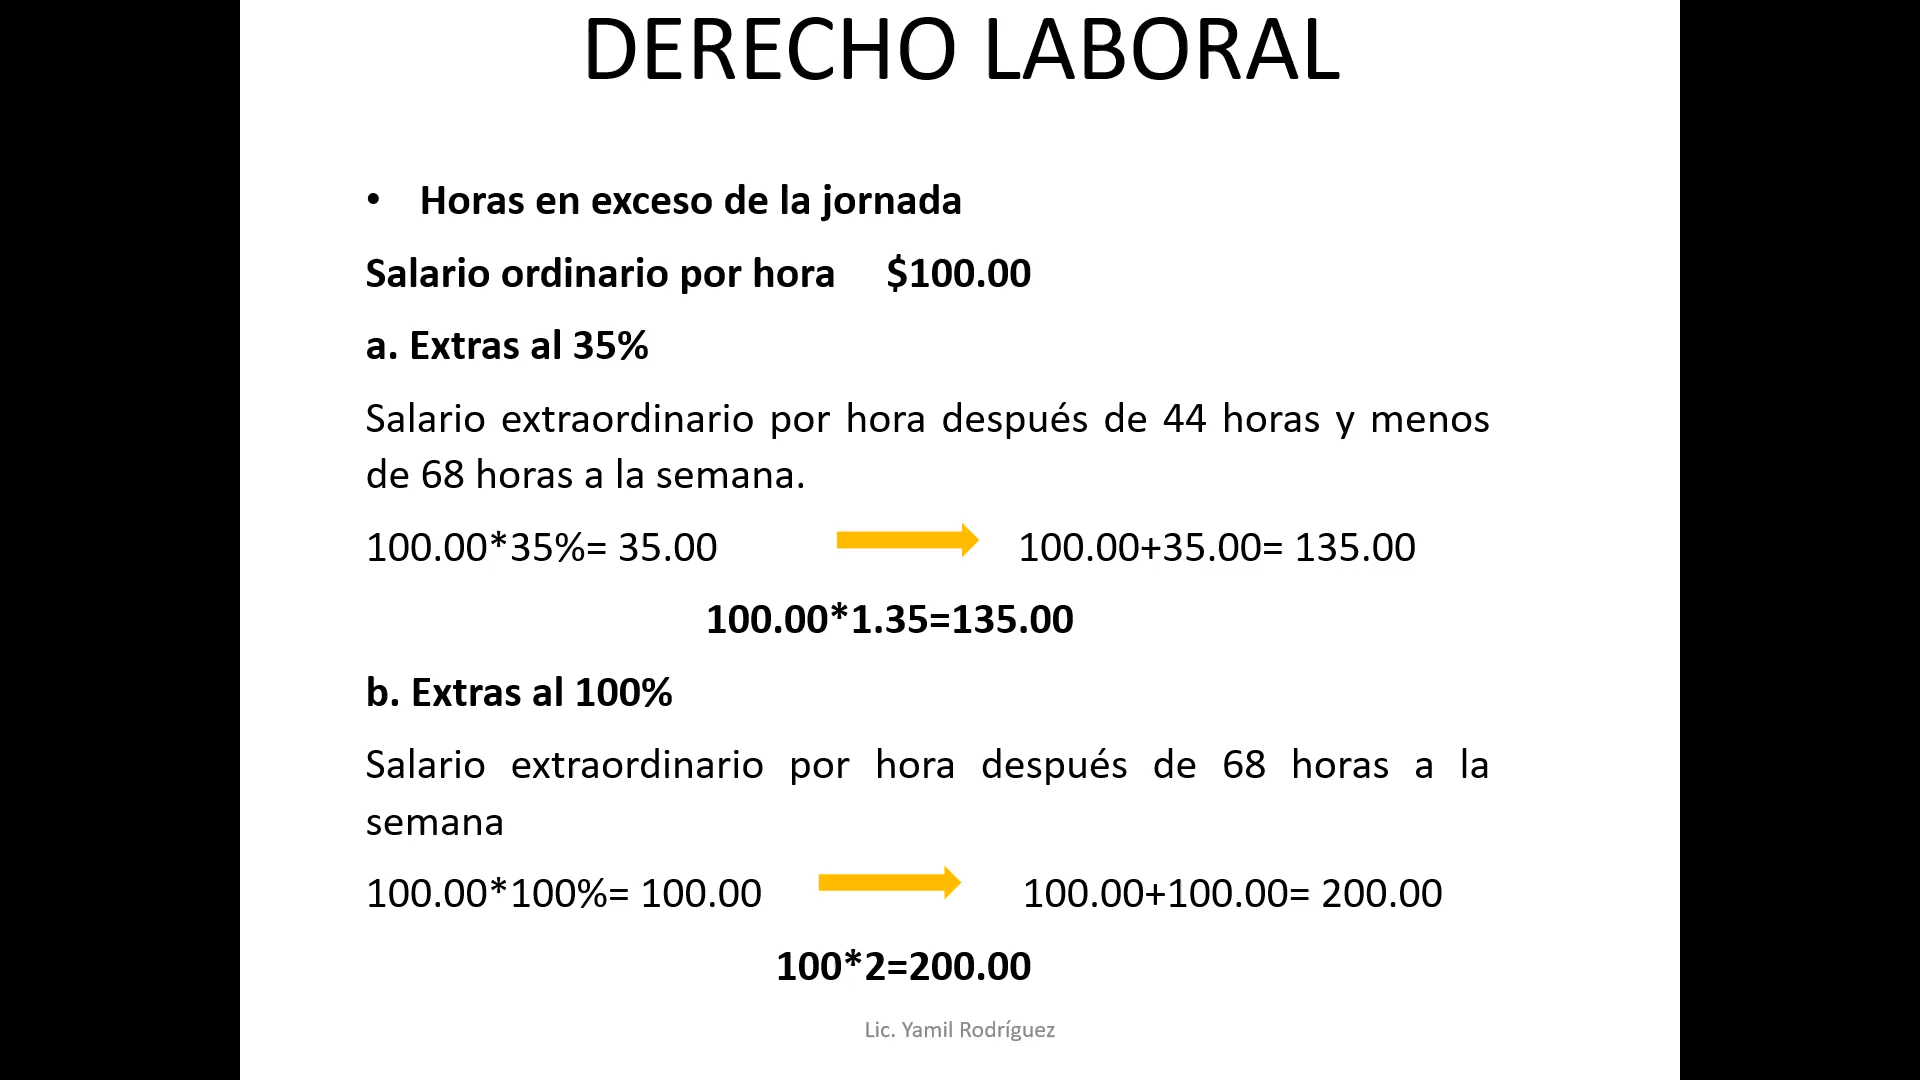 DERECHO LABORAL
• Horas en exceso de la jornada
Salario ordinario por hora $100.00
a. Extras al 35%
Salario extraordinario por hora después de 44 horas y menos
de 68 horas a la semana.
100.00*35%= 35.00 100.00+35.00= 135.00
100.00*1.35=135.00
b. Extras al 100%
Salario extraordinario por hora después de 68 horas a la
semana
100.00*100%= 100.00 100.00+100.00= 200.00
100*2=200.00
Lic. Yamil Rodríguez